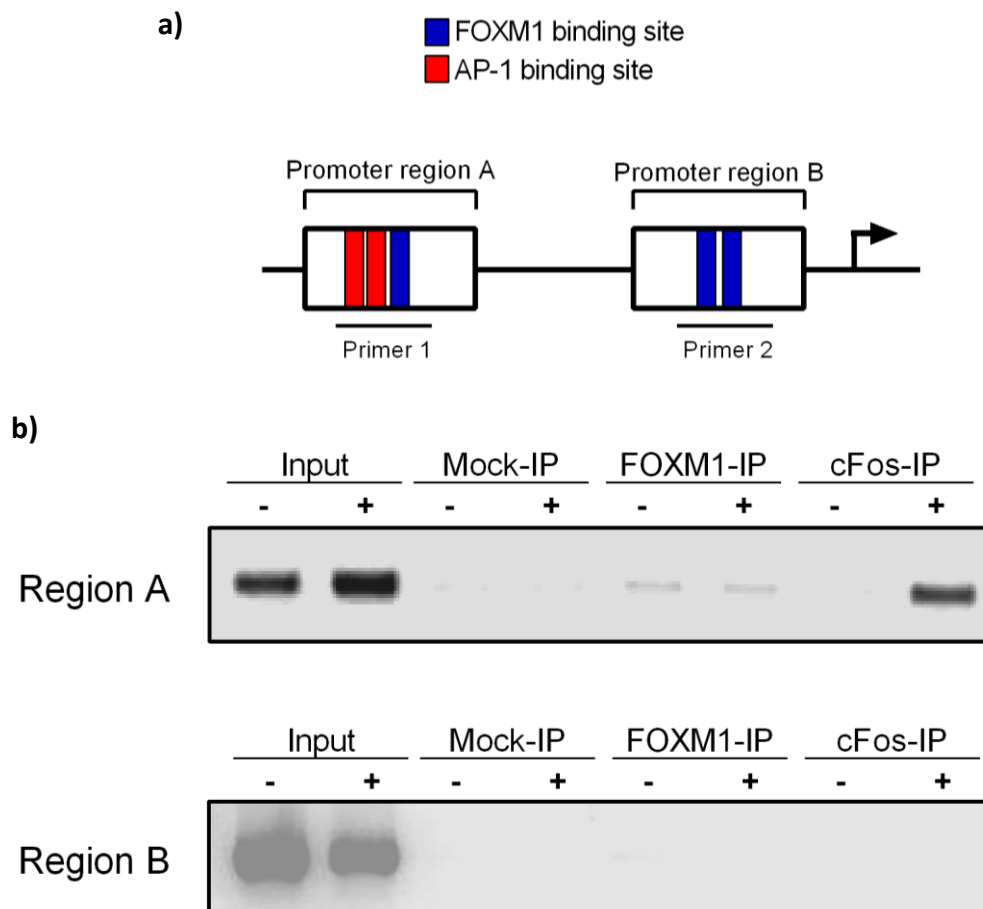 a)
FOXM1 binding site
AP-1 binding site
Promoter region A Promoter region B
Primer 1 Primer 2
b)
Input Mock-IP FOXM1-IP cFos-IP
- + - + - + - +
Region A
Input Mock-IP FOXM1-IP cFos-IP
- + - + - + - +
Region B